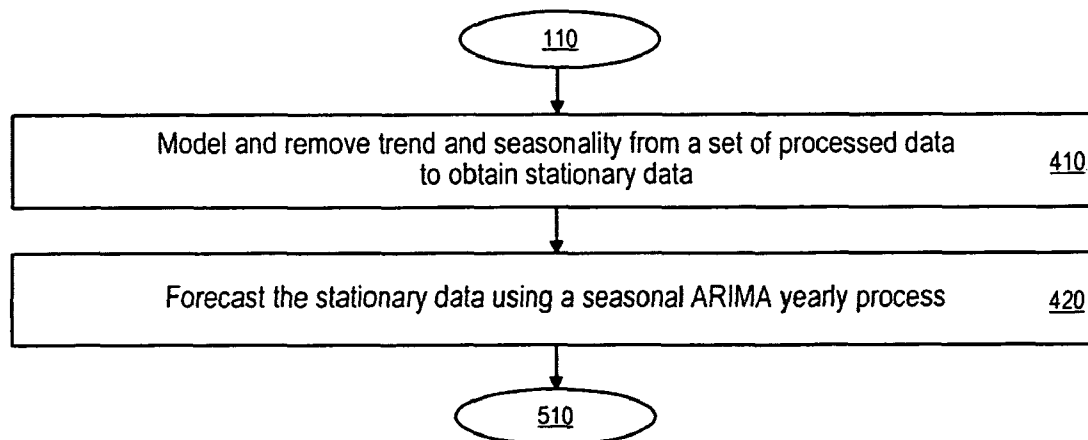 110
Model and remove trend and seasonality from a set of processed data
to obtain stationary data
410
Forecast the stationary data using a seasonal ARIMA yearly process
420
510